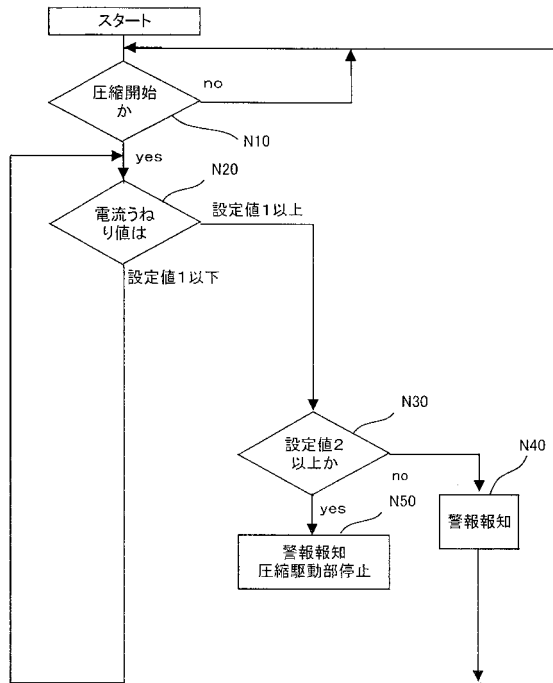 スタート
圧縮開始
か
no
N10
yes
N20
電流うね
り値は
設定値1以上
設定値1以下
N30
設定値2
以上か
no
N40
yes
N50
警報報知
警報報知
圧縮駆動部停止